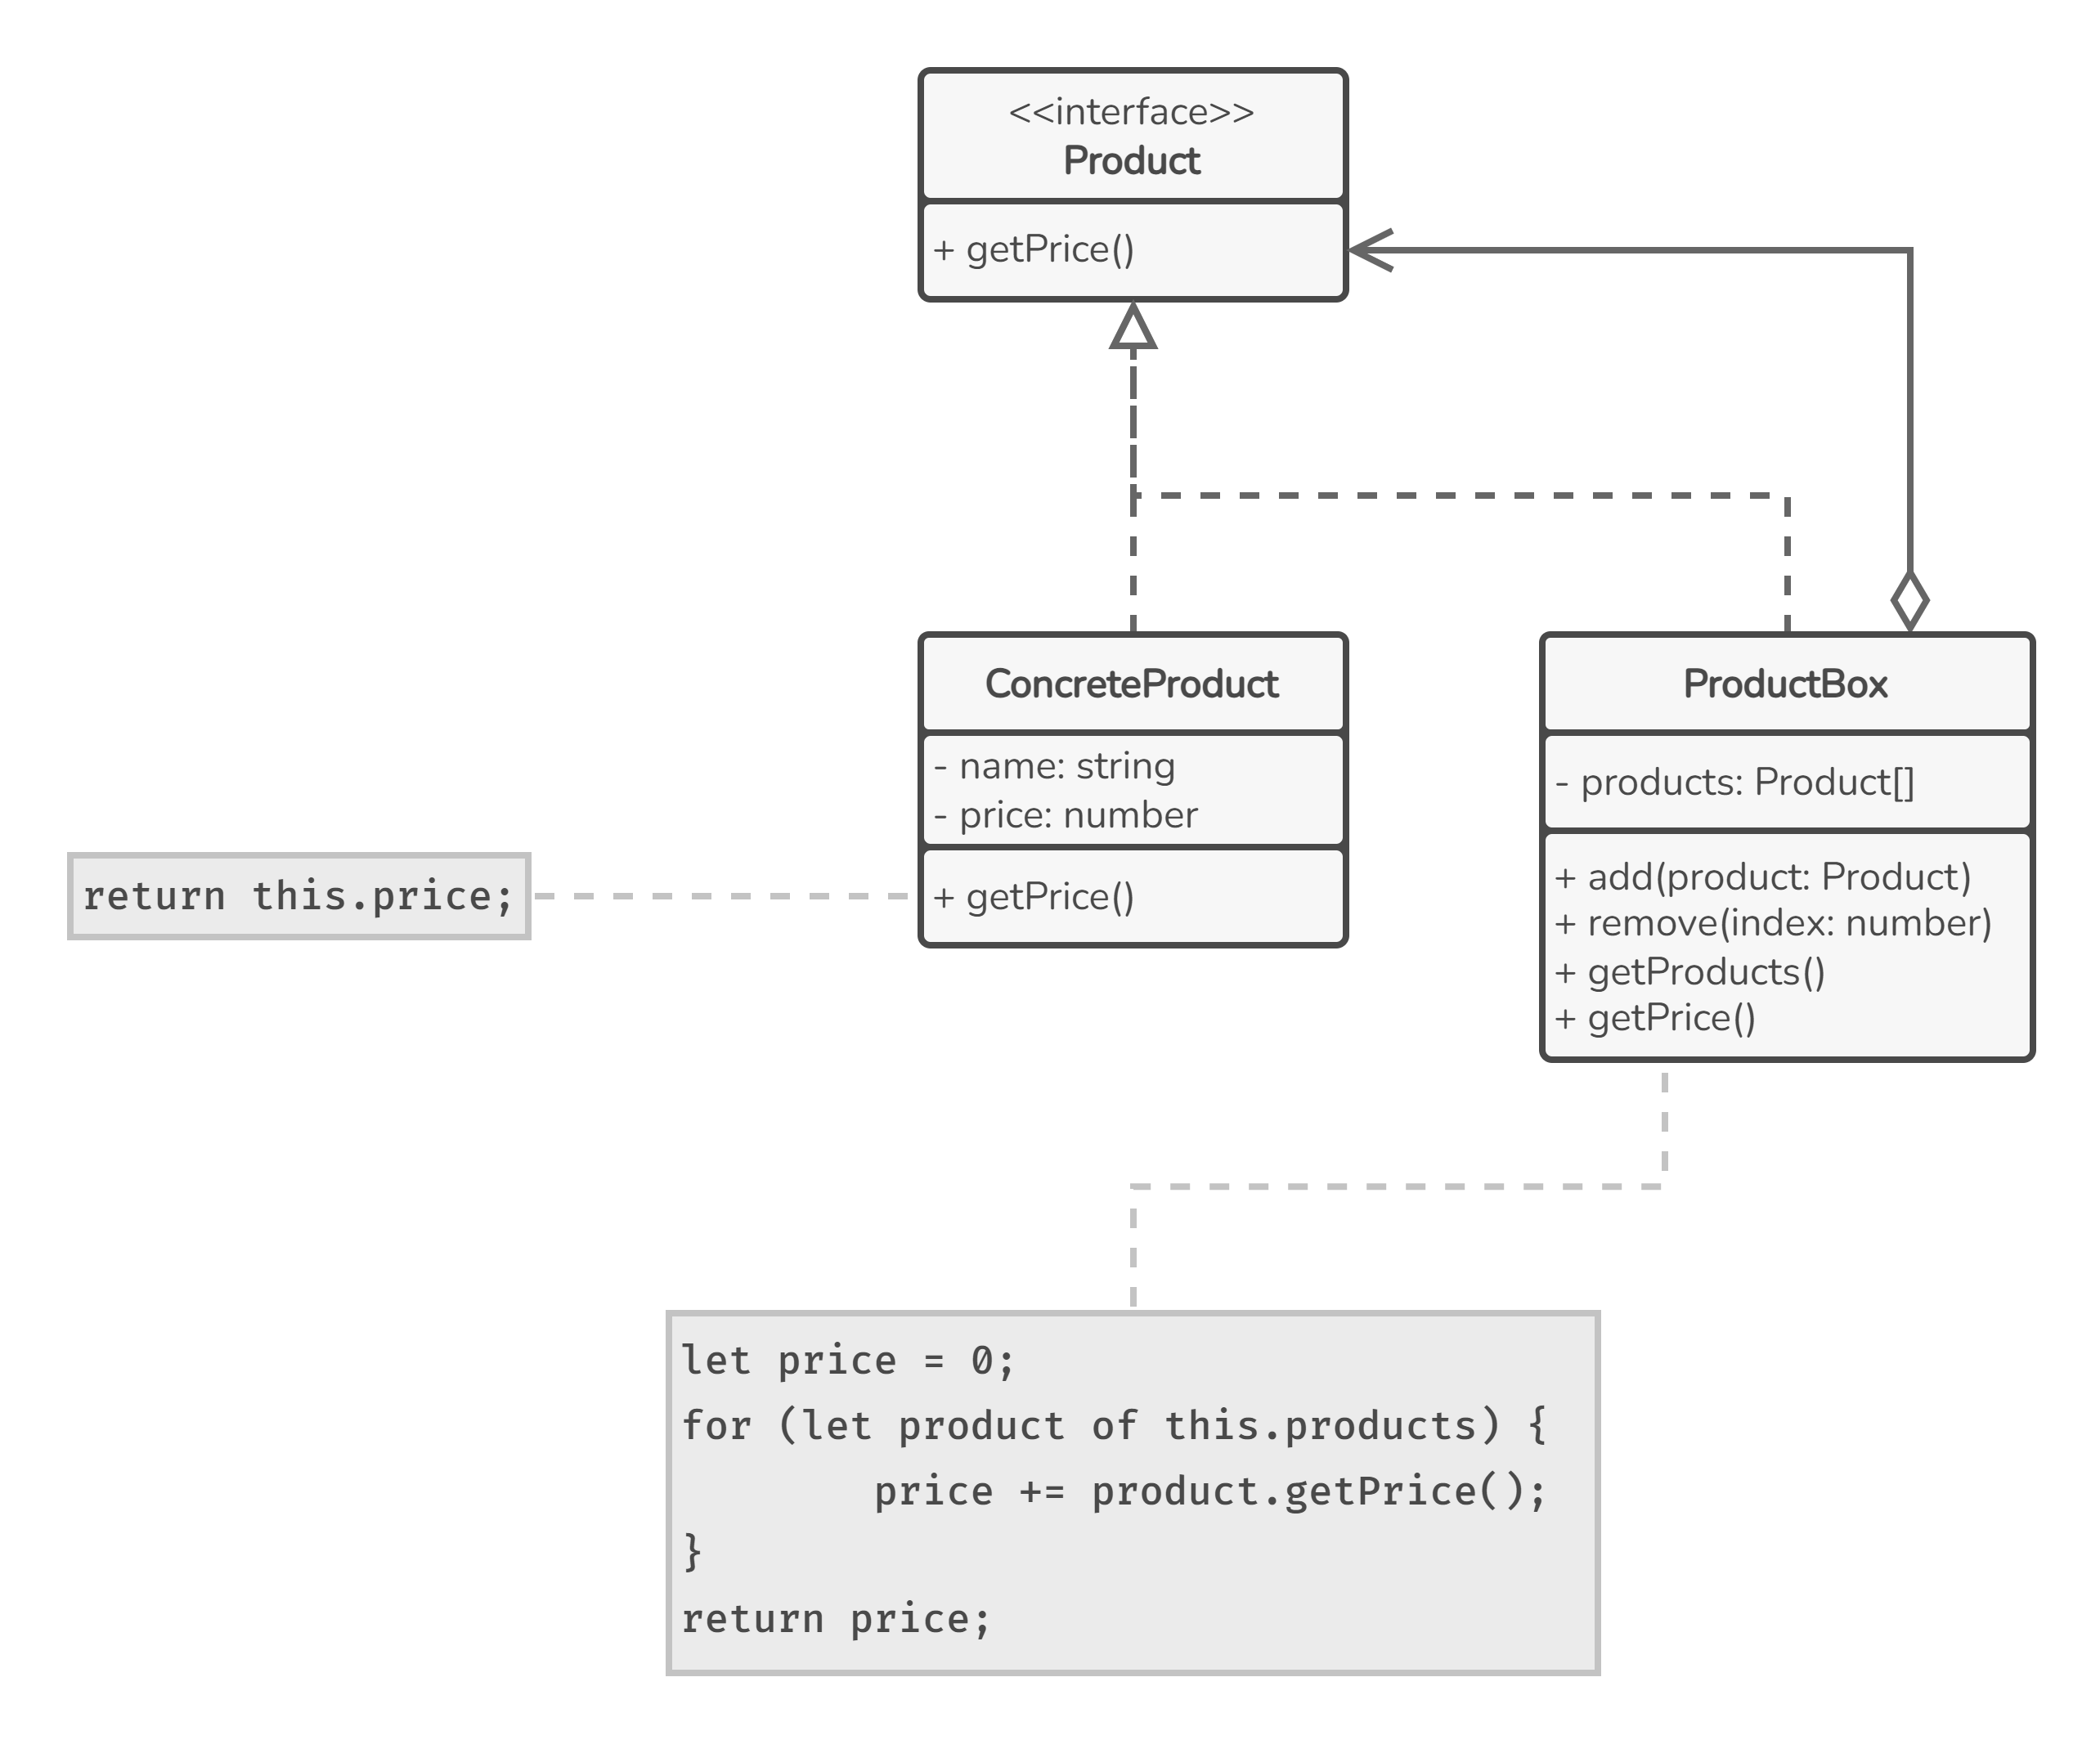 <<interface>>
Product
+ getPrice()
ConcreteProduct
- name: string
- price: number
+ getPrice()
ProductBox
- products: Product[]
+ add(product: Product)
+ remove(index: number)
+ getProducts()
+ getPrice()
return this.price;
let price = 0;
for (let product of this.products) {
        price += product.getPrice();
}
return price;